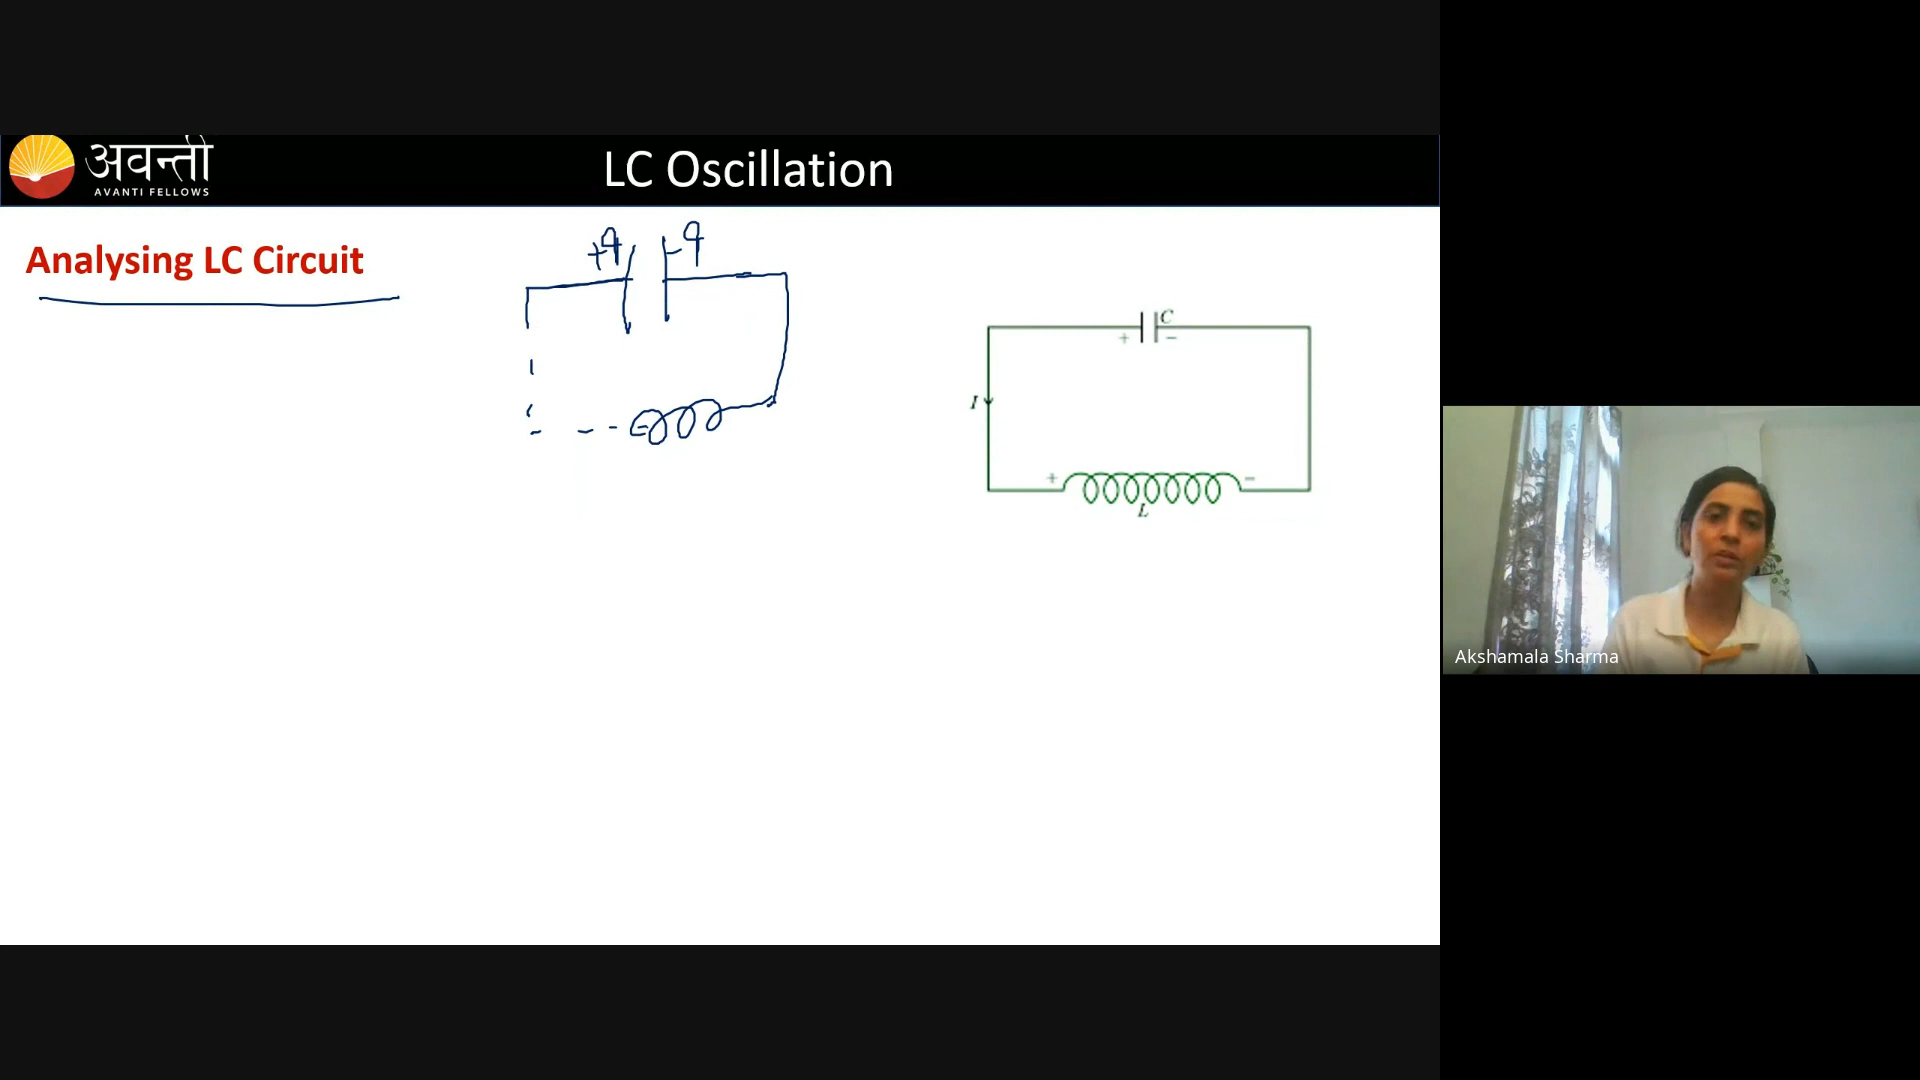 अवन्ती
AVANTI FELLOWS
LC Oscillation
Analysing LC Circuit
+q -q
C
+ -
I
+ -
L
Akshamala Sharma